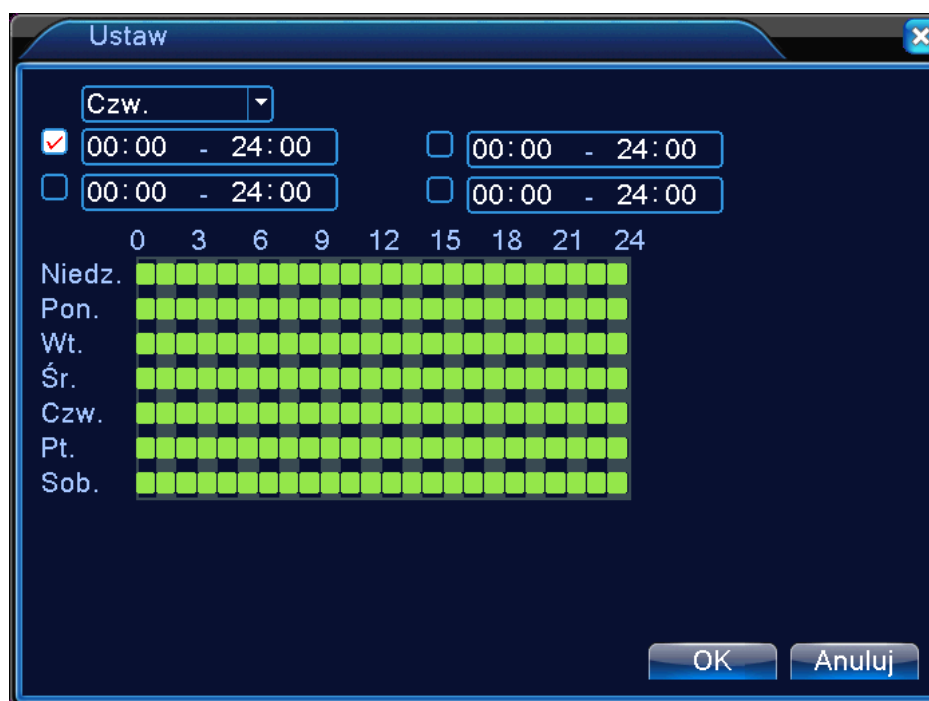 Ustaw
Czw.
00:00 - 24:00 00:00 - 24:00
00:00 - 24:00 00:00 - 24:00
0 3 6 9 12 15 18 21 24
Niedz.
Pon.
Wt.
Śr.
Czw.
Pt.
Sob.
OK Anuluj